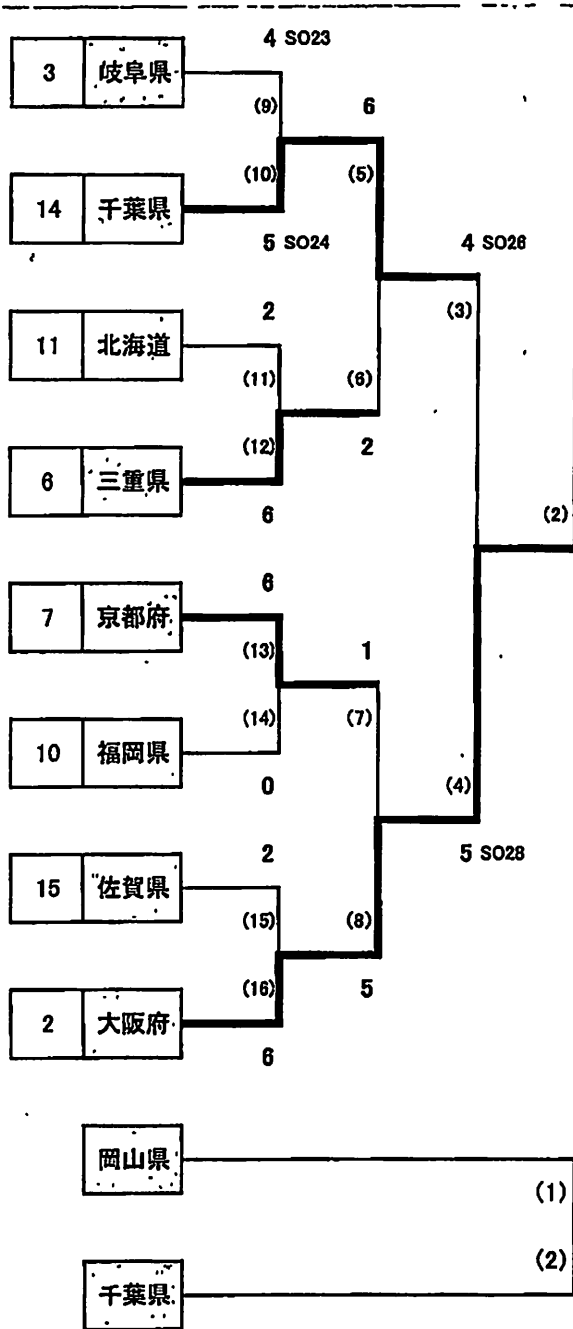 4 SO23
3 岐阜県
(9) 6
(10) (5)
14 千葉県
5 SO24 4 SO26
2 (3)
11 北海道
(11) (6)
(12) 2
6 三重県
6 (2)
6
7 京都府
(13) 1
(14) (7)
10 福岡県
0 (4)
2 5 SO28
15 佐賀県
(15) (8)
(16) 5
2 大阪府
6
岡山県
(1)
(2)
千葉県